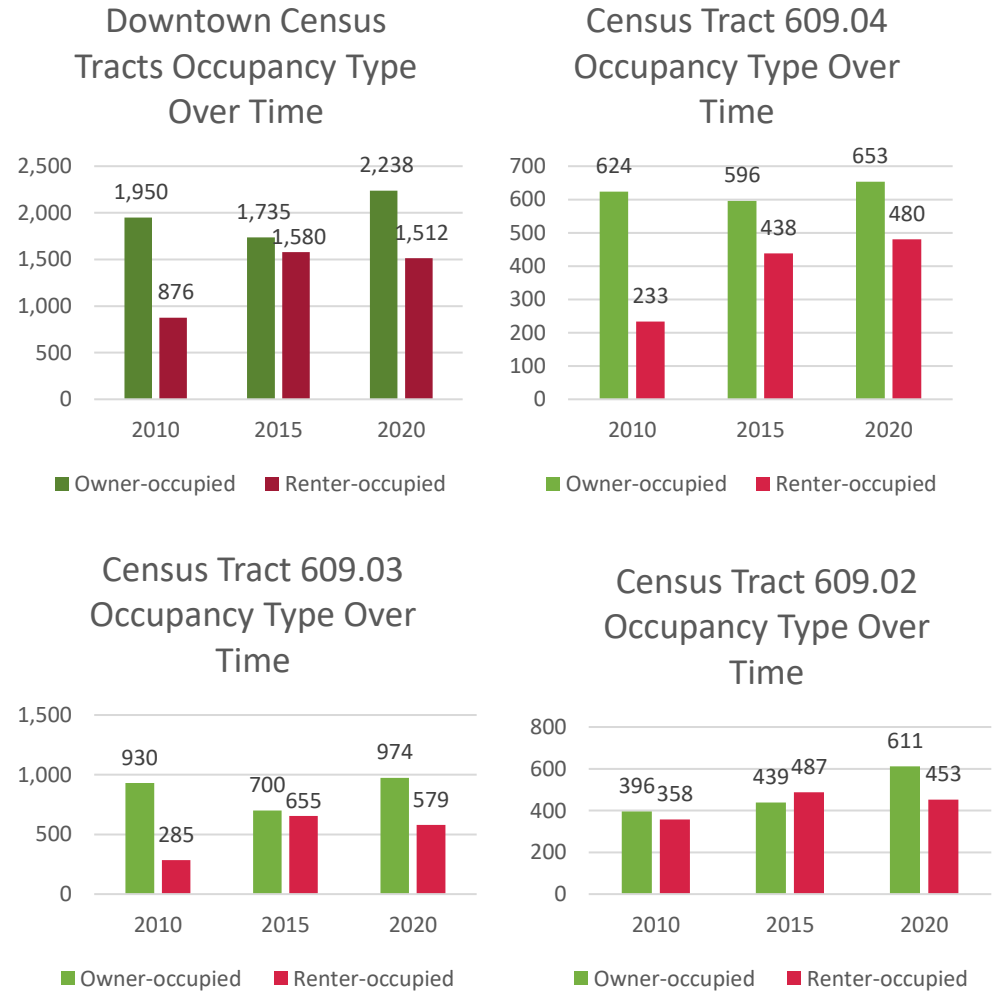 Downtown Census
Tracts Occupancy Type
Over Time
2,500
2,000
1,500
1,000
500
0
1,950
876
1,735
1,580
2,238
1,512
2010 2015 2020
Owner-occupied Renter-occupied
Census Tract 609.04
Occupancy Type Over
Time
700
600
500
400
300
200
100
0
624
233
596
438
653
480
2010 2015 2020
Owner-occupied Renter-occupied
Census Tract 609.03
Occupancy Type Over
Time
1,500
1,000
500
0
930
285
700
655
974
579
2010 2015 2020
Owner-occupied Renter-occupied
Census Tract 609.02
Occupancy Type Over
Time
800
600
400
200
0
396
358
439
487
611
453
2010 2015 2020
Owner-occupied Renter-occupied